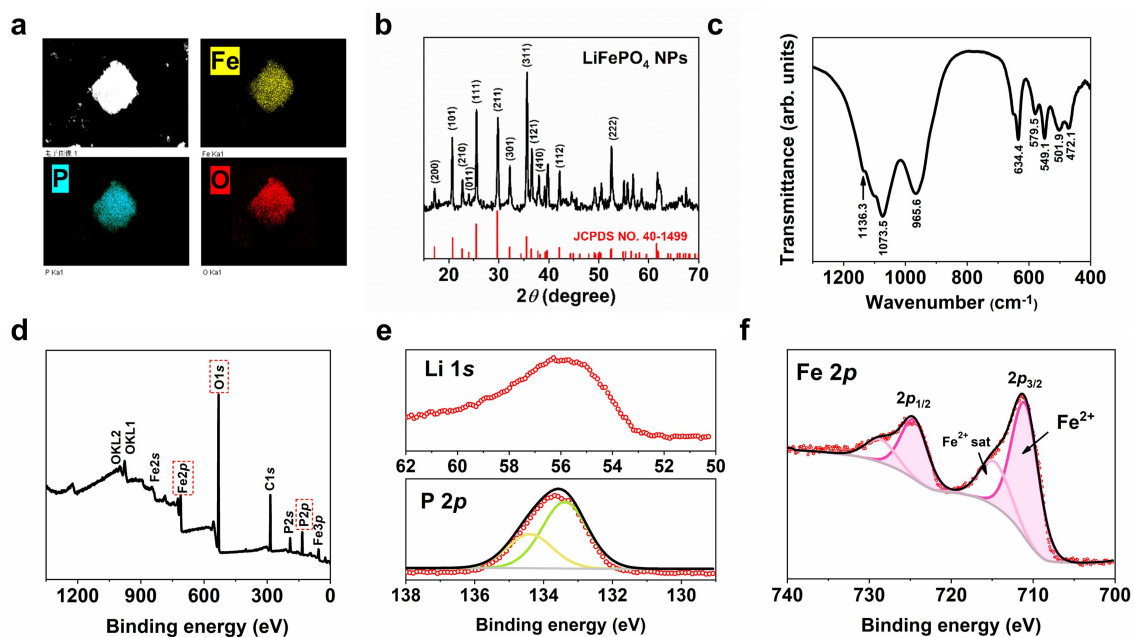 a
Fe
电子图像 1
Fe Ka1
P
O
P Ka1
O Ka1
b
LiFePO4 NPs
(200)
(101)
(210)
(011)
(111)
(211)
(301)
(311)
(121)
(410)
(112)
(222)
JCPDS NO. 40-1499
20 30 40 50 60 70
2θ (degree)
c
Transmittance (arb. units)
1136.3
1073.5
965.6
634.4
579.5
549.1
501.9
472.1
1200 1000 800 600 400
Wavenumber (cm-1)
d
OKL2
OKL1
Fe2s
Fe2p
O1s
C1s
P2s
P2p
Fe3p
1200 900 600 300 0
Binding energy (eV)
e
Li 1s
62 60 58 56 54 52 50
P 2p
138 136 134 132 130
Binding energy (eV)
f
Fe 2p
2p1/2
2p3/2
Fe2+ sat
Fe2+
740 730 720 710 700
Binding energy (eV)